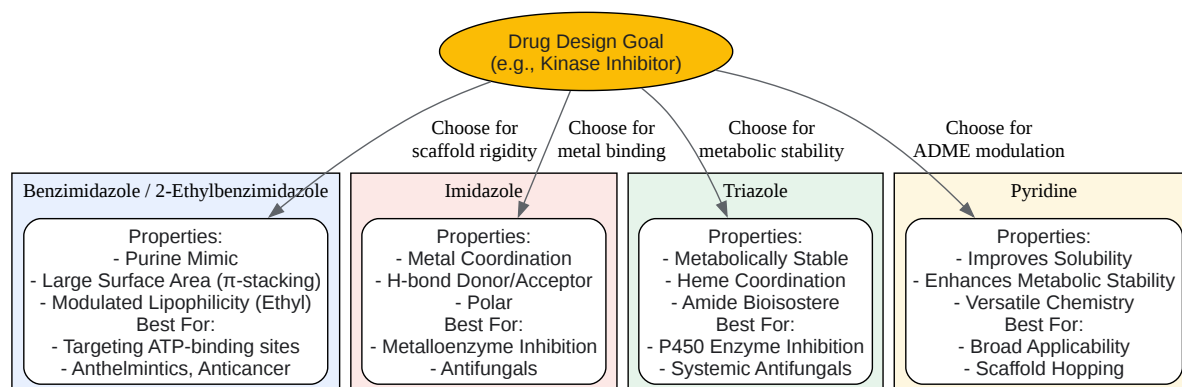 Drug Design Goal
(e.g., Kinase Inhibitor)
Choose for
scaffold rigidity
Choose for
metal binding
Choose for
metabolic stability
Choose for
ADME modulation
Benzimidazole / 2-Ethylbenzimidazole
Properties:
- Purine Mimic
- Large Surface Area (π-stacking)
- Modulated Lipophilicity (Ethyl)
Best For:
- Targeting ATP-binding sites
- Anthelmintics, Anticancer
Imidazole
Properties:
- Metal Coordination
- H-bond Donor/Acceptor
- Polar
Best For:
- Metalloenzyme Inhibition
- Antifungals
Triazole
Properties:
- Metabolically Stable
- Heme Coordination
- Amide Bioisostere
Best For:
- P450 Enzyme Inhibition
- Systemic Antifungals
Pyridine
Properties:
- Improves Solubility
- Enhances Metabolic Stability
- Versatile Chemistry
Best For:
- Broad Applicability
- Scaffold Hopping